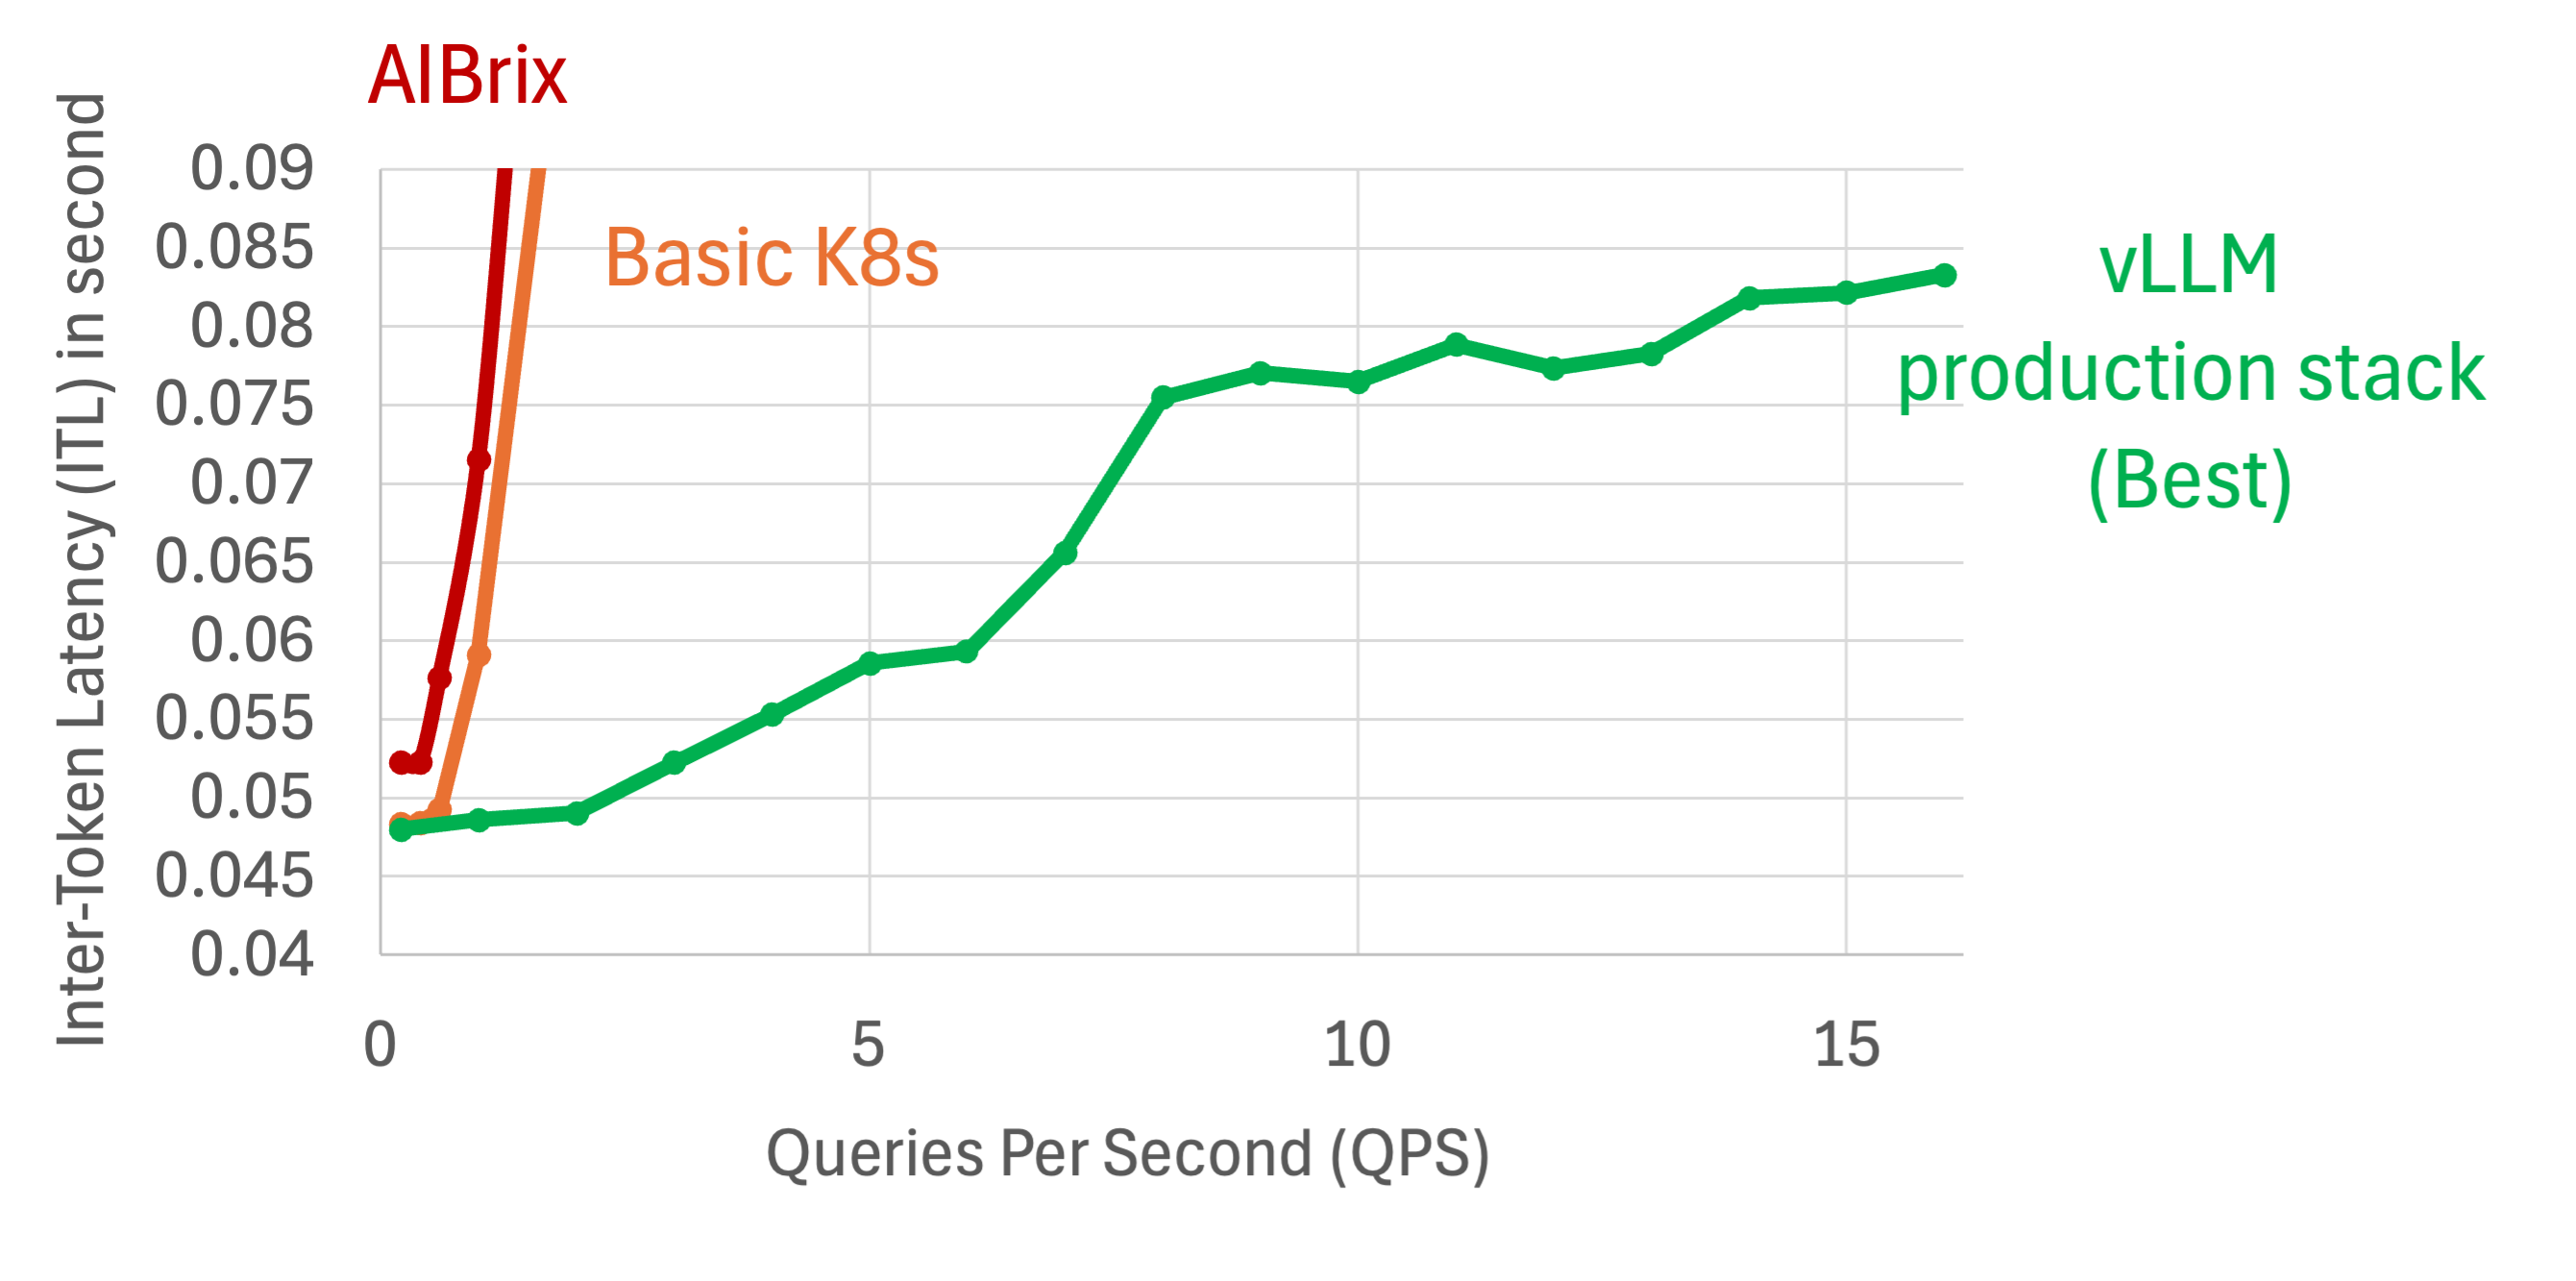 AIBrix
Inter-Token Latency (ITL) in second
0.09
0.085
0.08
0.075
0.07
0.065
0.06
0.055
0.05
0.045
0.04
Basic K8s
vLLM
production stack
(Best)
0 5 10 15
Queries Per Second (QPS)